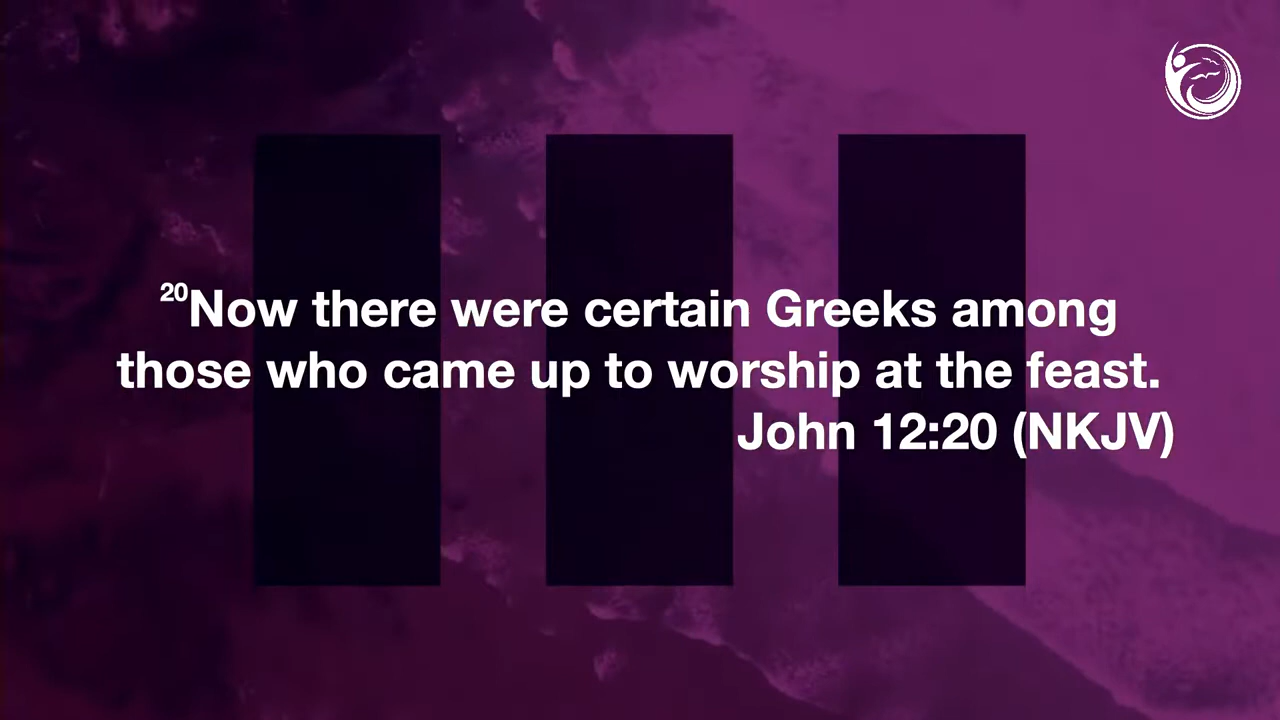 20Now there were certain Greeks among
those who came up to worship at the feast.
John 12:20 (NKJV)